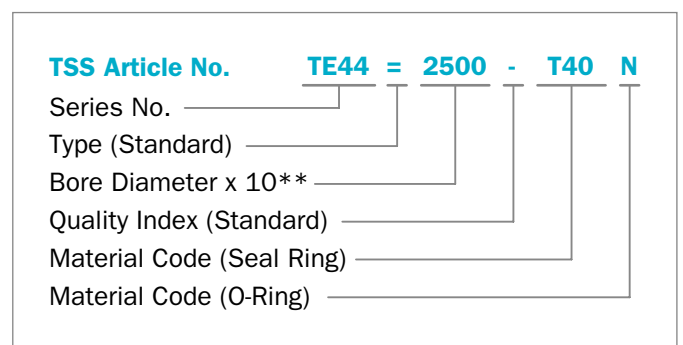 TSS Article No. TE44 = 2500 - T40 N
Series No.
Type (Standard)
Bore Diameter x 10**
Quality Index (Standard)
Material Code (Seal Ring)
Material Code (O-Ring)